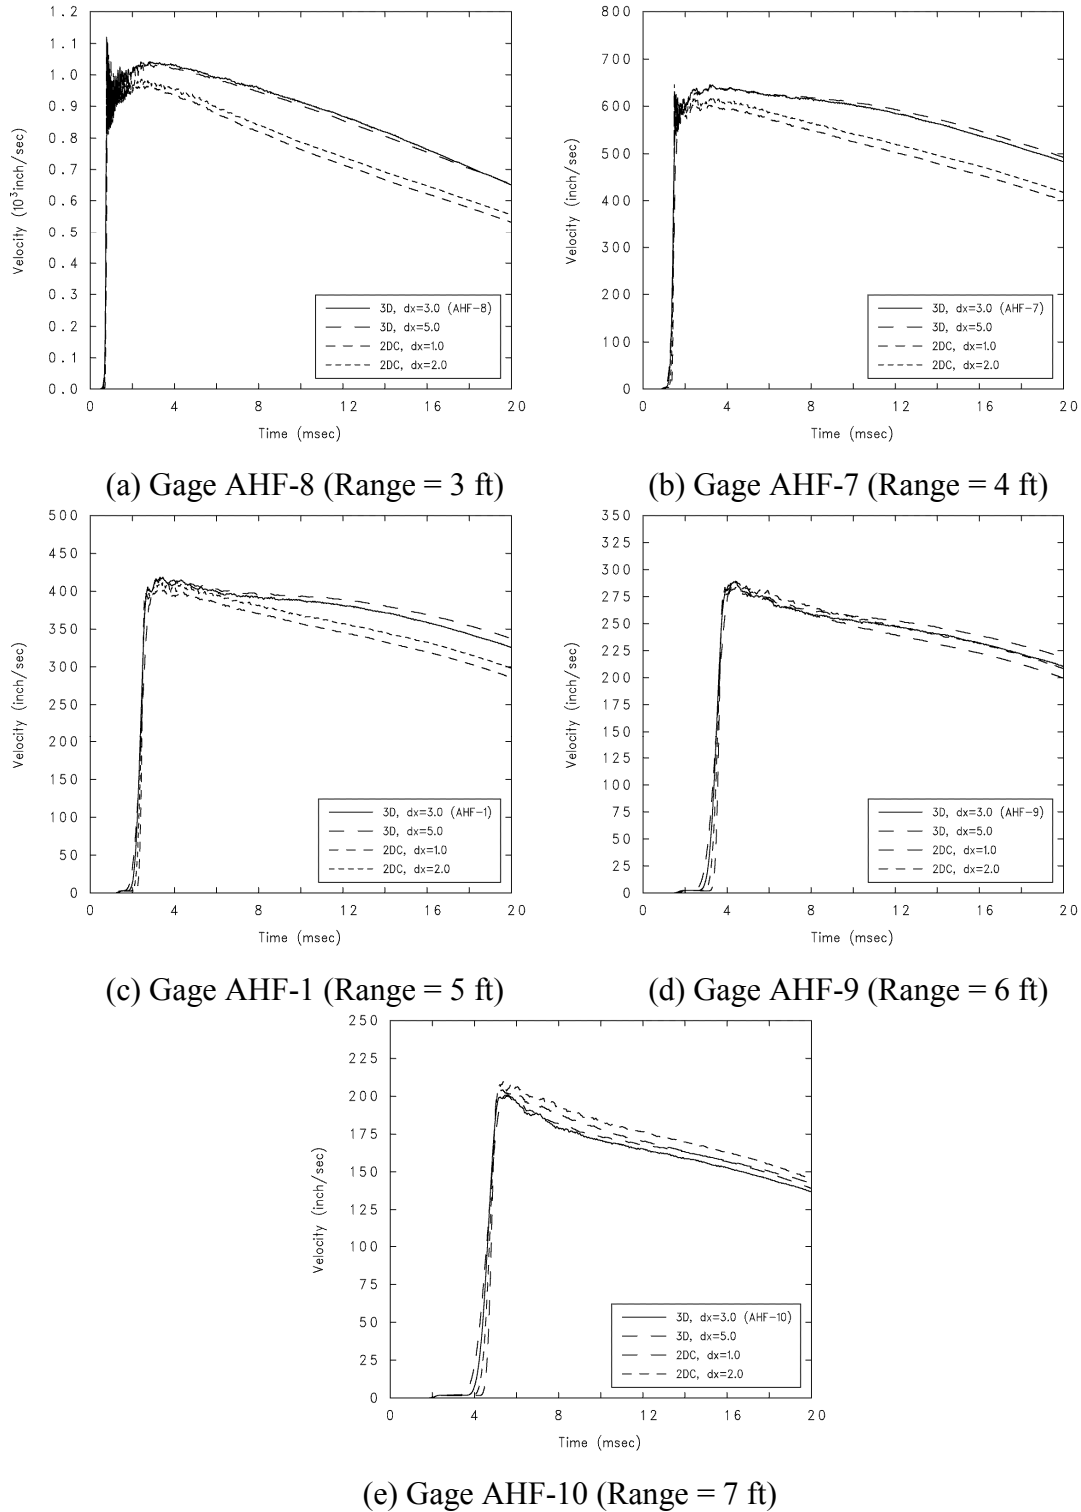 1.2
1.1
1.0
0.9
0.8
0.7
0.6
0.5
0.4
0.3
0.2
0.1
0.0
Velocity (10³inch/sec)
3D, dx=3.0 (AHF-8)
3D, dx=5.0
2DC, dx=1.0
2DC, dx=2.0
0 4 8 12 16 20
Time (msec)
(a) Gage AHF-8 (Range = 3 ft)
800
700
600
500
400
300
200
100
0
Velocity (inch/sec)
3D, dx=3.0 (AHF-7)
3D, dx=5.0
2DC, dx=1.0
2DC, dx=2.0
0 4 8 12 16 20
Time (msec)
(b) Gage AHF-7 (Range = 4 ft)
500
450
400
350
300
250
200
150
100
50
0
Velocity (inch/sec)
3D, dx=3.0 (AHF-1)
3D, dx=5.0
2DC, dx=1.0
2DC, dx=2.0
0 4 8 12 16 20
Time (msec)
(c) Gage AHF-1 (Range = 5 ft)
350
325
300
275
250
225
200
175
150
125
100
75
50
25
0
Velocity (inch/sec)
3D, dx=3.0 (AHF-9)
3D, dx=5.0
2DC, dx=1.0
2DC, dx=2.0
0 4 8 12 16 20
Time (msec)
(d) Gage AHF-9 (Range = 6 ft)
250
225
200
175
150
125
100
75
50
25
0
Velocity (inch/sec)
3D, dx=3.0 (AHF-10)
3D, dx=5.0
2DC, dx=1.0
2DC, dx=2.0
0 4 8 12 16 20
Time (msec)
(e) Gage AHF-10 (Range = 7 ft)